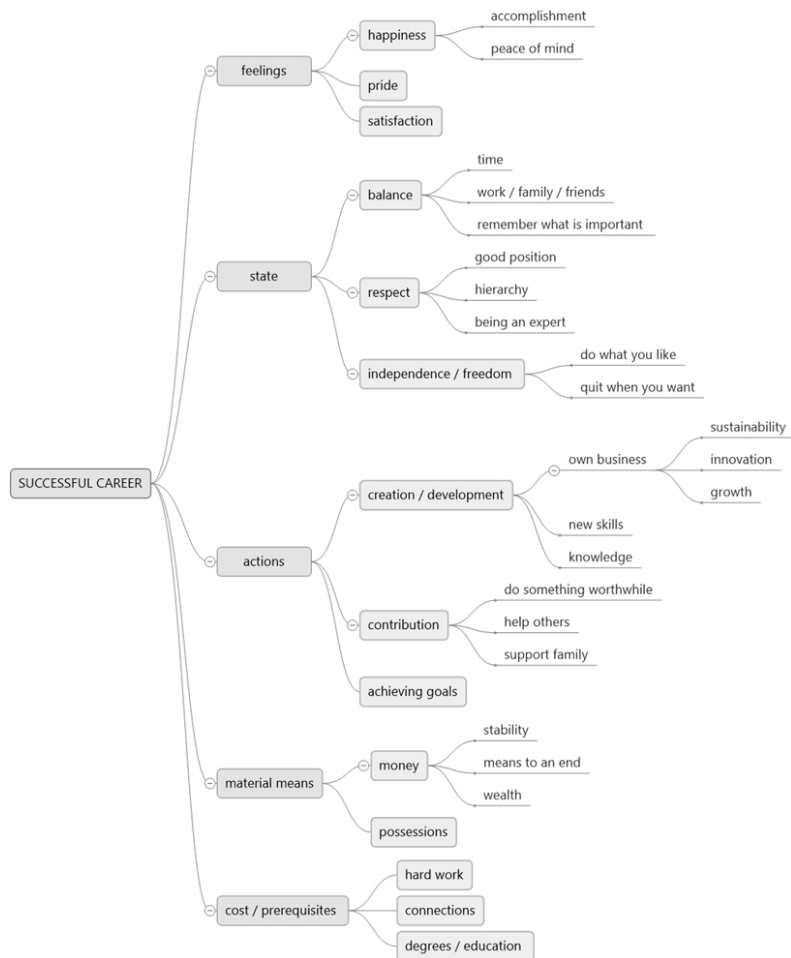 SUCCESSFUL CAREER
feelings
happiness
accomplishment
peace of mind
pride
satisfaction
state
balance
time
work / family / friends
remember what is important
respect
good position
hierarchy
being an expert
independence / freedom
do what you like
quit when you want
actions
creation / development
own business
sustainability
innovation
growth
new skills
knowledge
contribution
do something worthwhile
help others
support family
achieving goals
material means
money
stability
means to an end
wealth
possessions
cost / prerequisites
hard work
connections
degrees / education